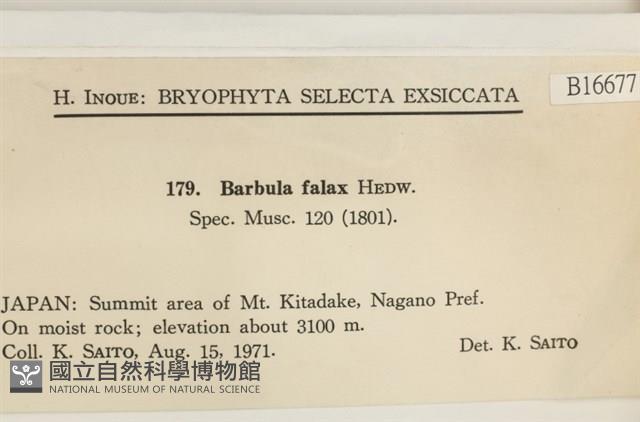 H. INOUE: BRYOPHYTA SELECTA EXSICCATA
B16677
179. Barbula falax HEDW.
Spec. Musc. 120 (1801).
JAPAN: Summit area of Mt. Kitadake, Nagano Pref.
On moist rock; elevation about 3100 m.
Coll. K. SAITO, Aug. 15, 1971.
Det. K. SAITO
國立自然科學博物館
NATIONAL MUSEUM OF NATURAL SCIENCE